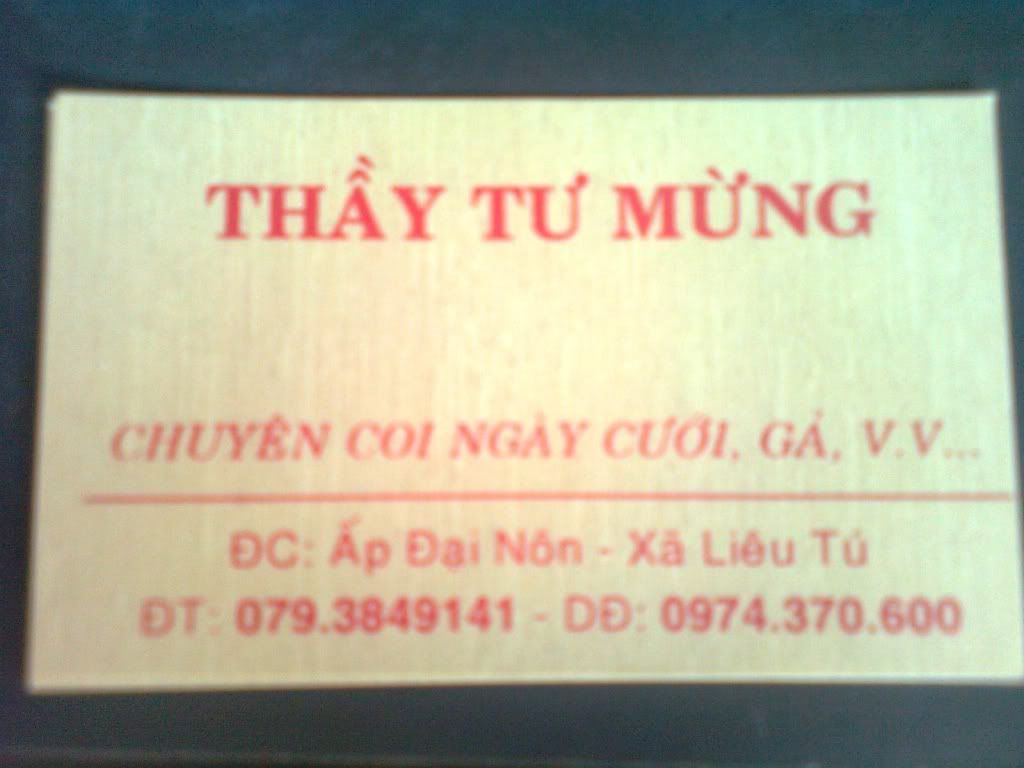 THẦY TƯ MỪNG
CHUYÊN COI NGÀY CƯỚI, GẢ, V.V...
ĐC: Ấp Đại Nôn - Xã Liêu Tú
ĐT: 079.3849141 - DĐ: 0974.370.600